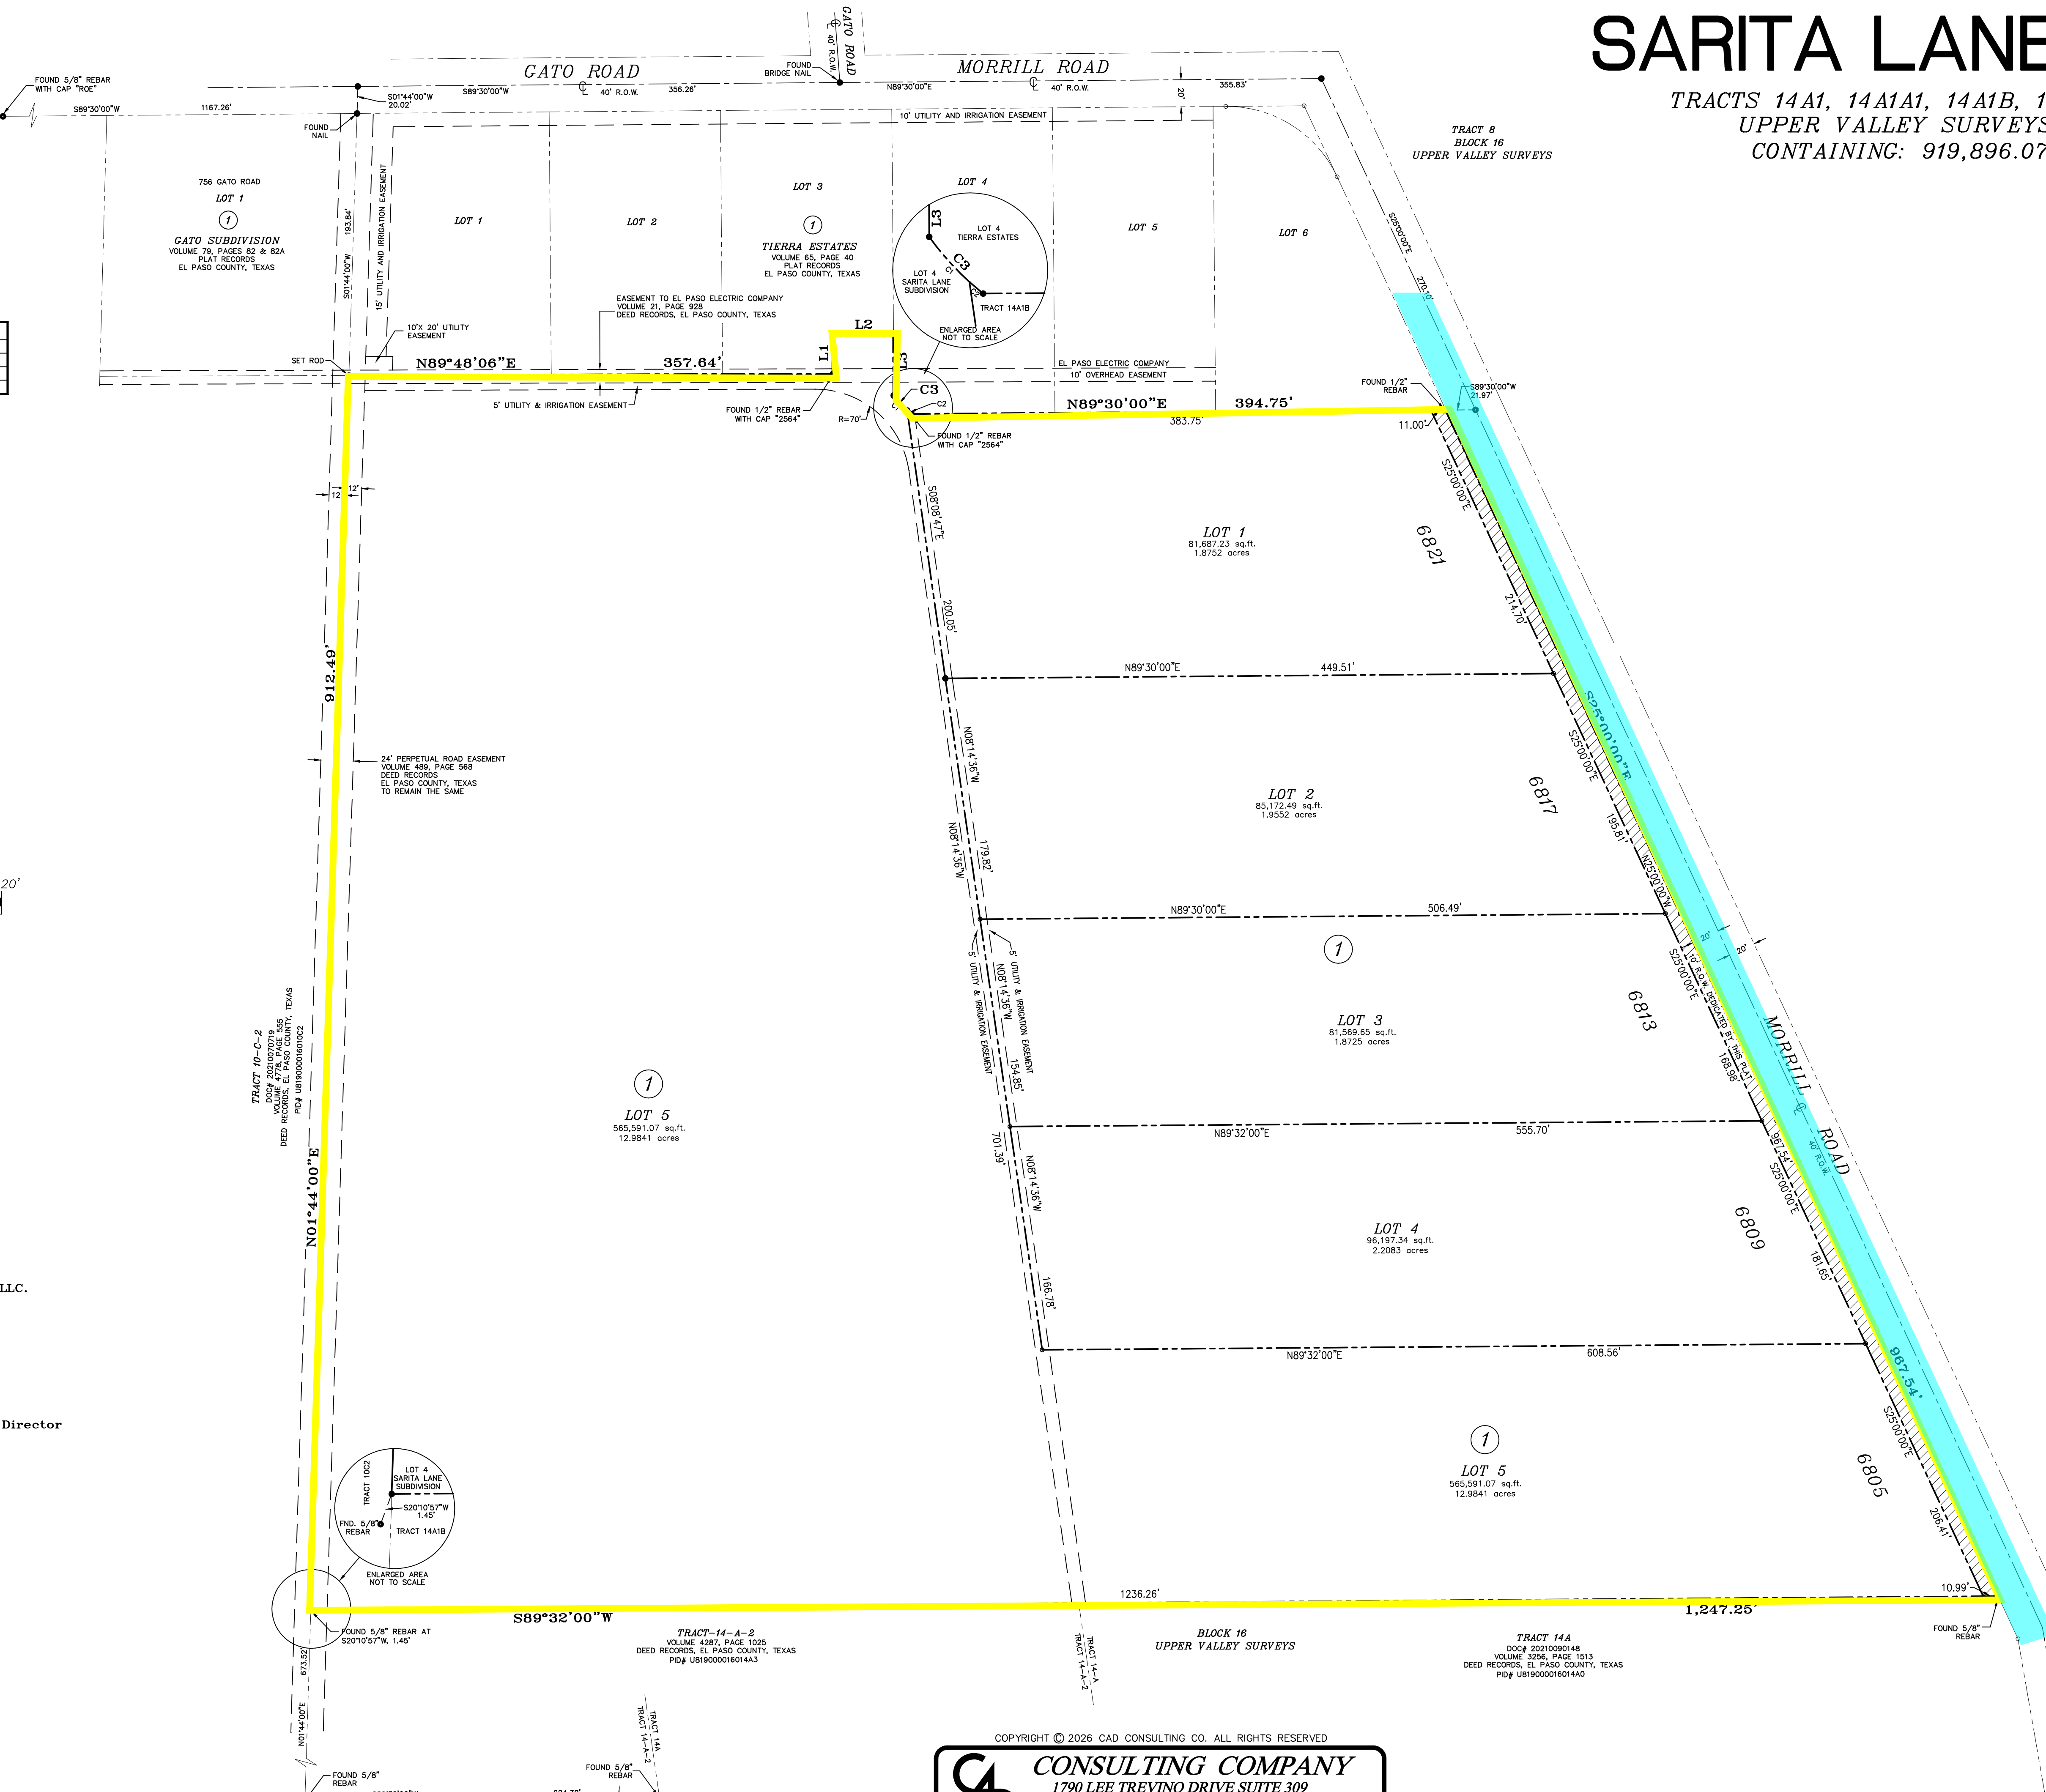 SARITA LANE
TRACTS 14A1, 14A1A1, 14A1B, 1
UPPER VALLEY SURVEYS
CONTAINING: 919,896.07
GATO ROAD
℄ 40' R.O.W.
FOUND 5/8" REBAR
WITH CAP "ROE"
S89°30'00"W
1167.26'
FOUND
NAIL
S01°44'00"W
20.02'
GATO ROAD
S89°30'00"W
℄
40' R.O.W.
356.26'
FOUND
BRIDGE NAIL
MORRILL ROAD
N89°30'00"E
℄
40' R.O.W.
355.83'
20'
10' UTILITY AND IRRIGATION EASEMENT
TRACT 8
BLOCK 16
UPPER VALLEY SURVEYS
756 GATO ROAD
LOT 1
1
GATO SUBDIVISION
VOLUME 79, PAGES 82 & 82A
PLAT RECORDS
EL PASO COUNTY, TEXAS
S01°44'00"W
193.84'
15' UTILITY AND IRRIGATION EASEMENT
LOT 1
LOT 2
LOT 3
1
TIERRA ESTATES
VOLUME 65, PAGE 40
PLAT RECORDS
EL PASO COUNTY, TEXAS
LOT 4
LOT 5
LOT 6
L3
LOT 4
TIERRA ESTATES
C3
C1
C2
LOT 4
SARITA LANE
SUBDIVISION
TRACT 14A1B
ENLARGED AREA
NOT TO SCALE
S25°00'00"E
270.10'
EASEMENT TO EL PASO ELECTRIC COMPANY
VOLUME 21, PAGE 928
DEED RECORDS, EL PASO COUNTY, TEXAS
10'X 20' UTILITY
EASEMENT
SET ROD
N89°48'06"E
357.64'
L1
L2
L3
EL PASO ELECTRIC COMPANY
10' OVERHEAD EASEMENT
5' UTILITY & IRRIGATION EASEMENT
FOUND 1/2" REBAR
WITH CAP "2564"
R=70'
C3
C2
N89°30'00"E
394.75'
383.75'
FOUND 1/2" REBAR
WITH CAP "2564"
FOUND 1/2"
REBAR
S89°30'00"W
21.97'
11.00'
12'
12'
S08°08'47"E
200.05'
LOT 1
81,687.23 sq.ft.
1.8752 acres
S25°00'00"E
214.70'
6821
912.49'
N89°30'00"E
449.51'
S25°00'00"E
S25°00'00"E
24' PERPETUAL ROAD EASEMENT
VOLUME 489, PAGE 568
DEED RECORDS
EL PASO COUNTY, TEXAS
TO REMAIN THE SAME
N08°14'36"W
N08°14'36"W
179.82'
LOT 2
85,172.49 sq.ft.
1.9552 acres
6817
195.81'
N25°00'00"W
20'
N89°30'00"E
506.49'
1
20'
20'
5' UTILITY & IRRIGATION EASEMENT
5' UTILITY & IRRIGATION EASEMENT
N08°14'36"W
154.85'
LOT 3
81,569.65 sq.ft.
1.8725 acres
6813
S25°00'00"E
10' R.O.W. DEDICATED BY THIS PLAT
168.98'
MORRILL ROAD
℄
40' R.O.W.
TRACT 10-C-2
DOC# 20210070719
VOLUME 4778, PAGE 555
DEED RECORDS, EL PASO COUNTY, TEXAS
PID# U819000016010C2
N01°44'00"E
1
LOT 5
565,591.07 sq.ft.
12.9841 acres
701.39'
N89°32'00"E
555.70'
967.54'
S25°00'00"E
N08°14'36"W
166.78'
LOT 4
96,197.34 sq.ft.
2.2083 acres
6809
181.65'
N89°32'00"E
608.56'
967.54'
LLC.
Director
S25°00'00"E
1
LOT 5
565,591.07 sq.ft.
12.9841 acres
6805
206.41'
TRACT 10C2
LOT 4
SARITA LANE
SUBDIVISION
S20°10'57"W
1.45'
FND. 5/8"
REBAR
TRACT 14A1B
ENLARGED AREA
NOT TO SCALE
1236.26'
10.99'
S89°32'00"W
1,247.25'
FOUND 5/8" REBAR AT
S20°10'57"W, 1.45'
TRACT-14-A-2
VOLUME 4287, PAGE 1025
DEED RECORDS, EL PASO COUNTY, TEXAS
PID# U819000016014A3
TRACT 14-A
TRACT 14-A-2
BLOCK 16
UPPER VALLEY SURVEYS
TRACT 14A
DOC# 20210090148
VOLUME 3256, PAGE 1513
DEED RECORDS, EL PASO COUNTY, TEXAS
PID# U819000016014A0
FOUND 5/8"
REBAR
673.52'
N01°44'00"E
TRACT 14A
TRACT 14-A-2
FOUND 5/8"
REBAR
FOUND 5/8"
REBAR
COPYRIGHT © 2026 CAD CONSULTING CO. ALL RIGHTS RESERVED
CONSULTING COMPANY
1790 LEE TREVINO DRIVE SUITE 309